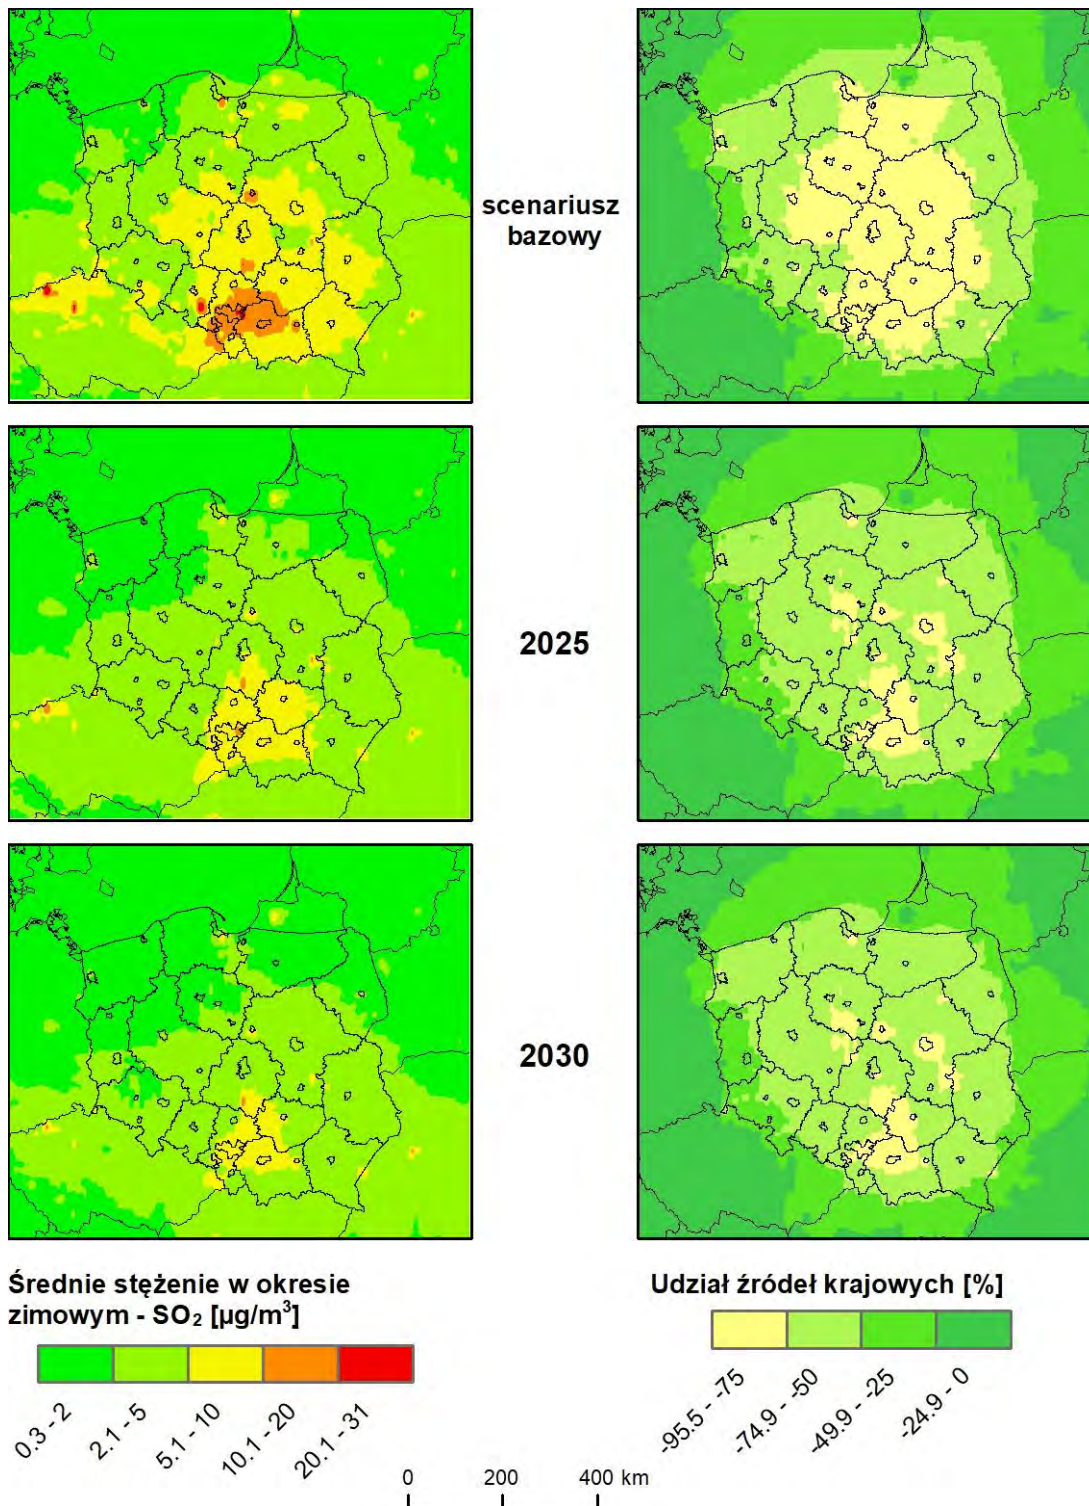 scenariusz
bazowy
2025
2030
Średnie stężenie w okresie
zimowym - SO₂ [µg/m³]
0.3 - 2
2.1 - 5
5.1 - 10
10.1 - 20
20.1 - 31
Udział źródeł krajowych [%]
-95.5 - -75
-74.9 - -50
-49.9 - -25
-24.9 - 0
0 200 400 km